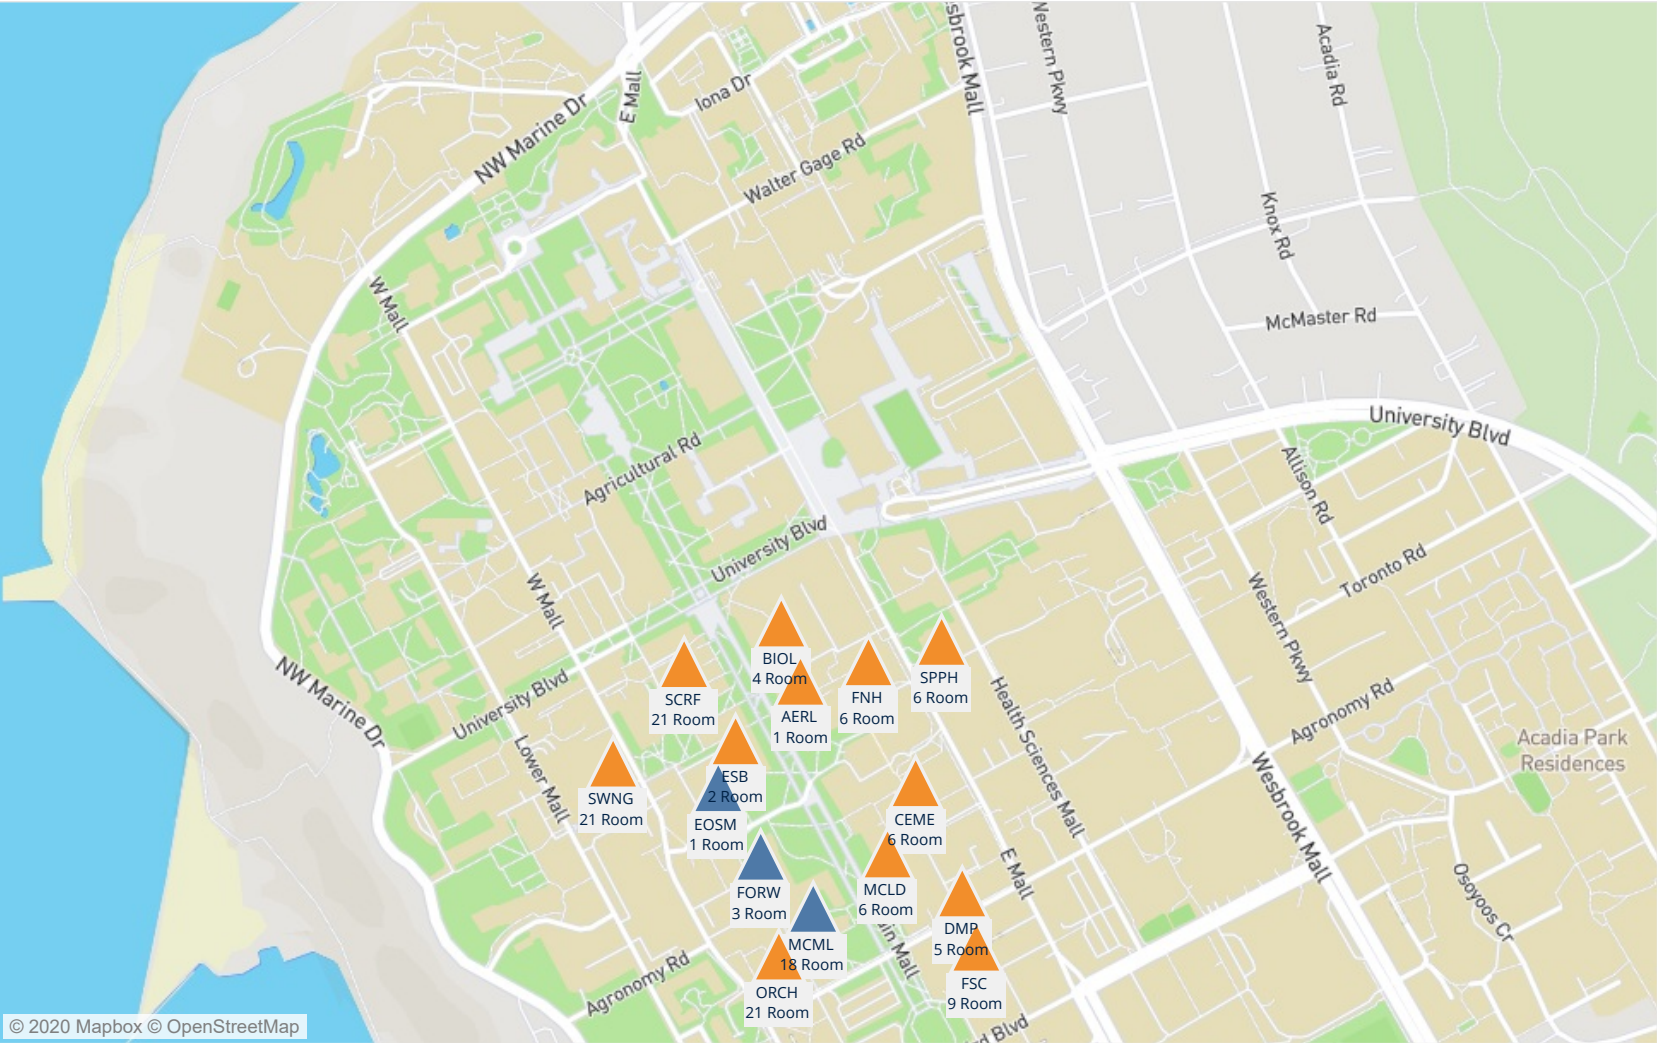 sbrook Mall
Western Pkwy
Acadia Rd
E Mall
Iona Dr
NW Marine Dr
Walter Gage Rd
Knox Rd
W Mall
McMaster Rd
University Blvd
Agricultural Rd
Allison Rd
University Blvd
Toronto Rd
W Mall
Western Pkwy
NW Marine Dr
University Blvd
BIOL
4 Room
SCRF
21 Room
AERL
1 Room
FNH
6 Room
SPPH
6 Room
Health Sciences Mall
Agronomy Rd
Acadia Park
Residences
Lower Mall
SWNG
21 Room
ESB
2 Room
EOSM
1 Room
CEME
6 Room
Wesbrook Mall
FORW
3 Room
MCLD
6 Room
E Mall
Osoyoos Cr
MCML
18 Room
in Mall
DMP
5 Room
Agronomy Rd
ORCH
21 Room
FSC
9 Room
rd Blvd
© 2020 Mapbox © OpenStreetMap